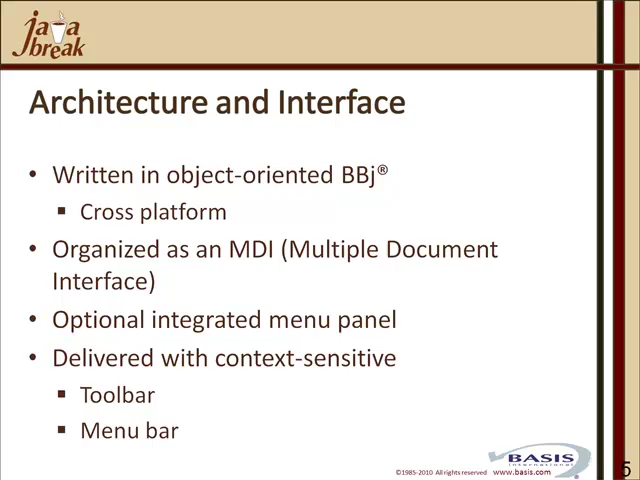 java
break
Architecture and Interface
• Written in object-oriented BBj®
▪ Cross platform
• Organized as an MDI (Multiple Document
Interface)
• Optional integrated menu panel
• Delivered with context-sensitive
▪ Toolbar
▪ Menu bar
BASIS
international
©1985-2010 All rights reserved www.basis.com
5